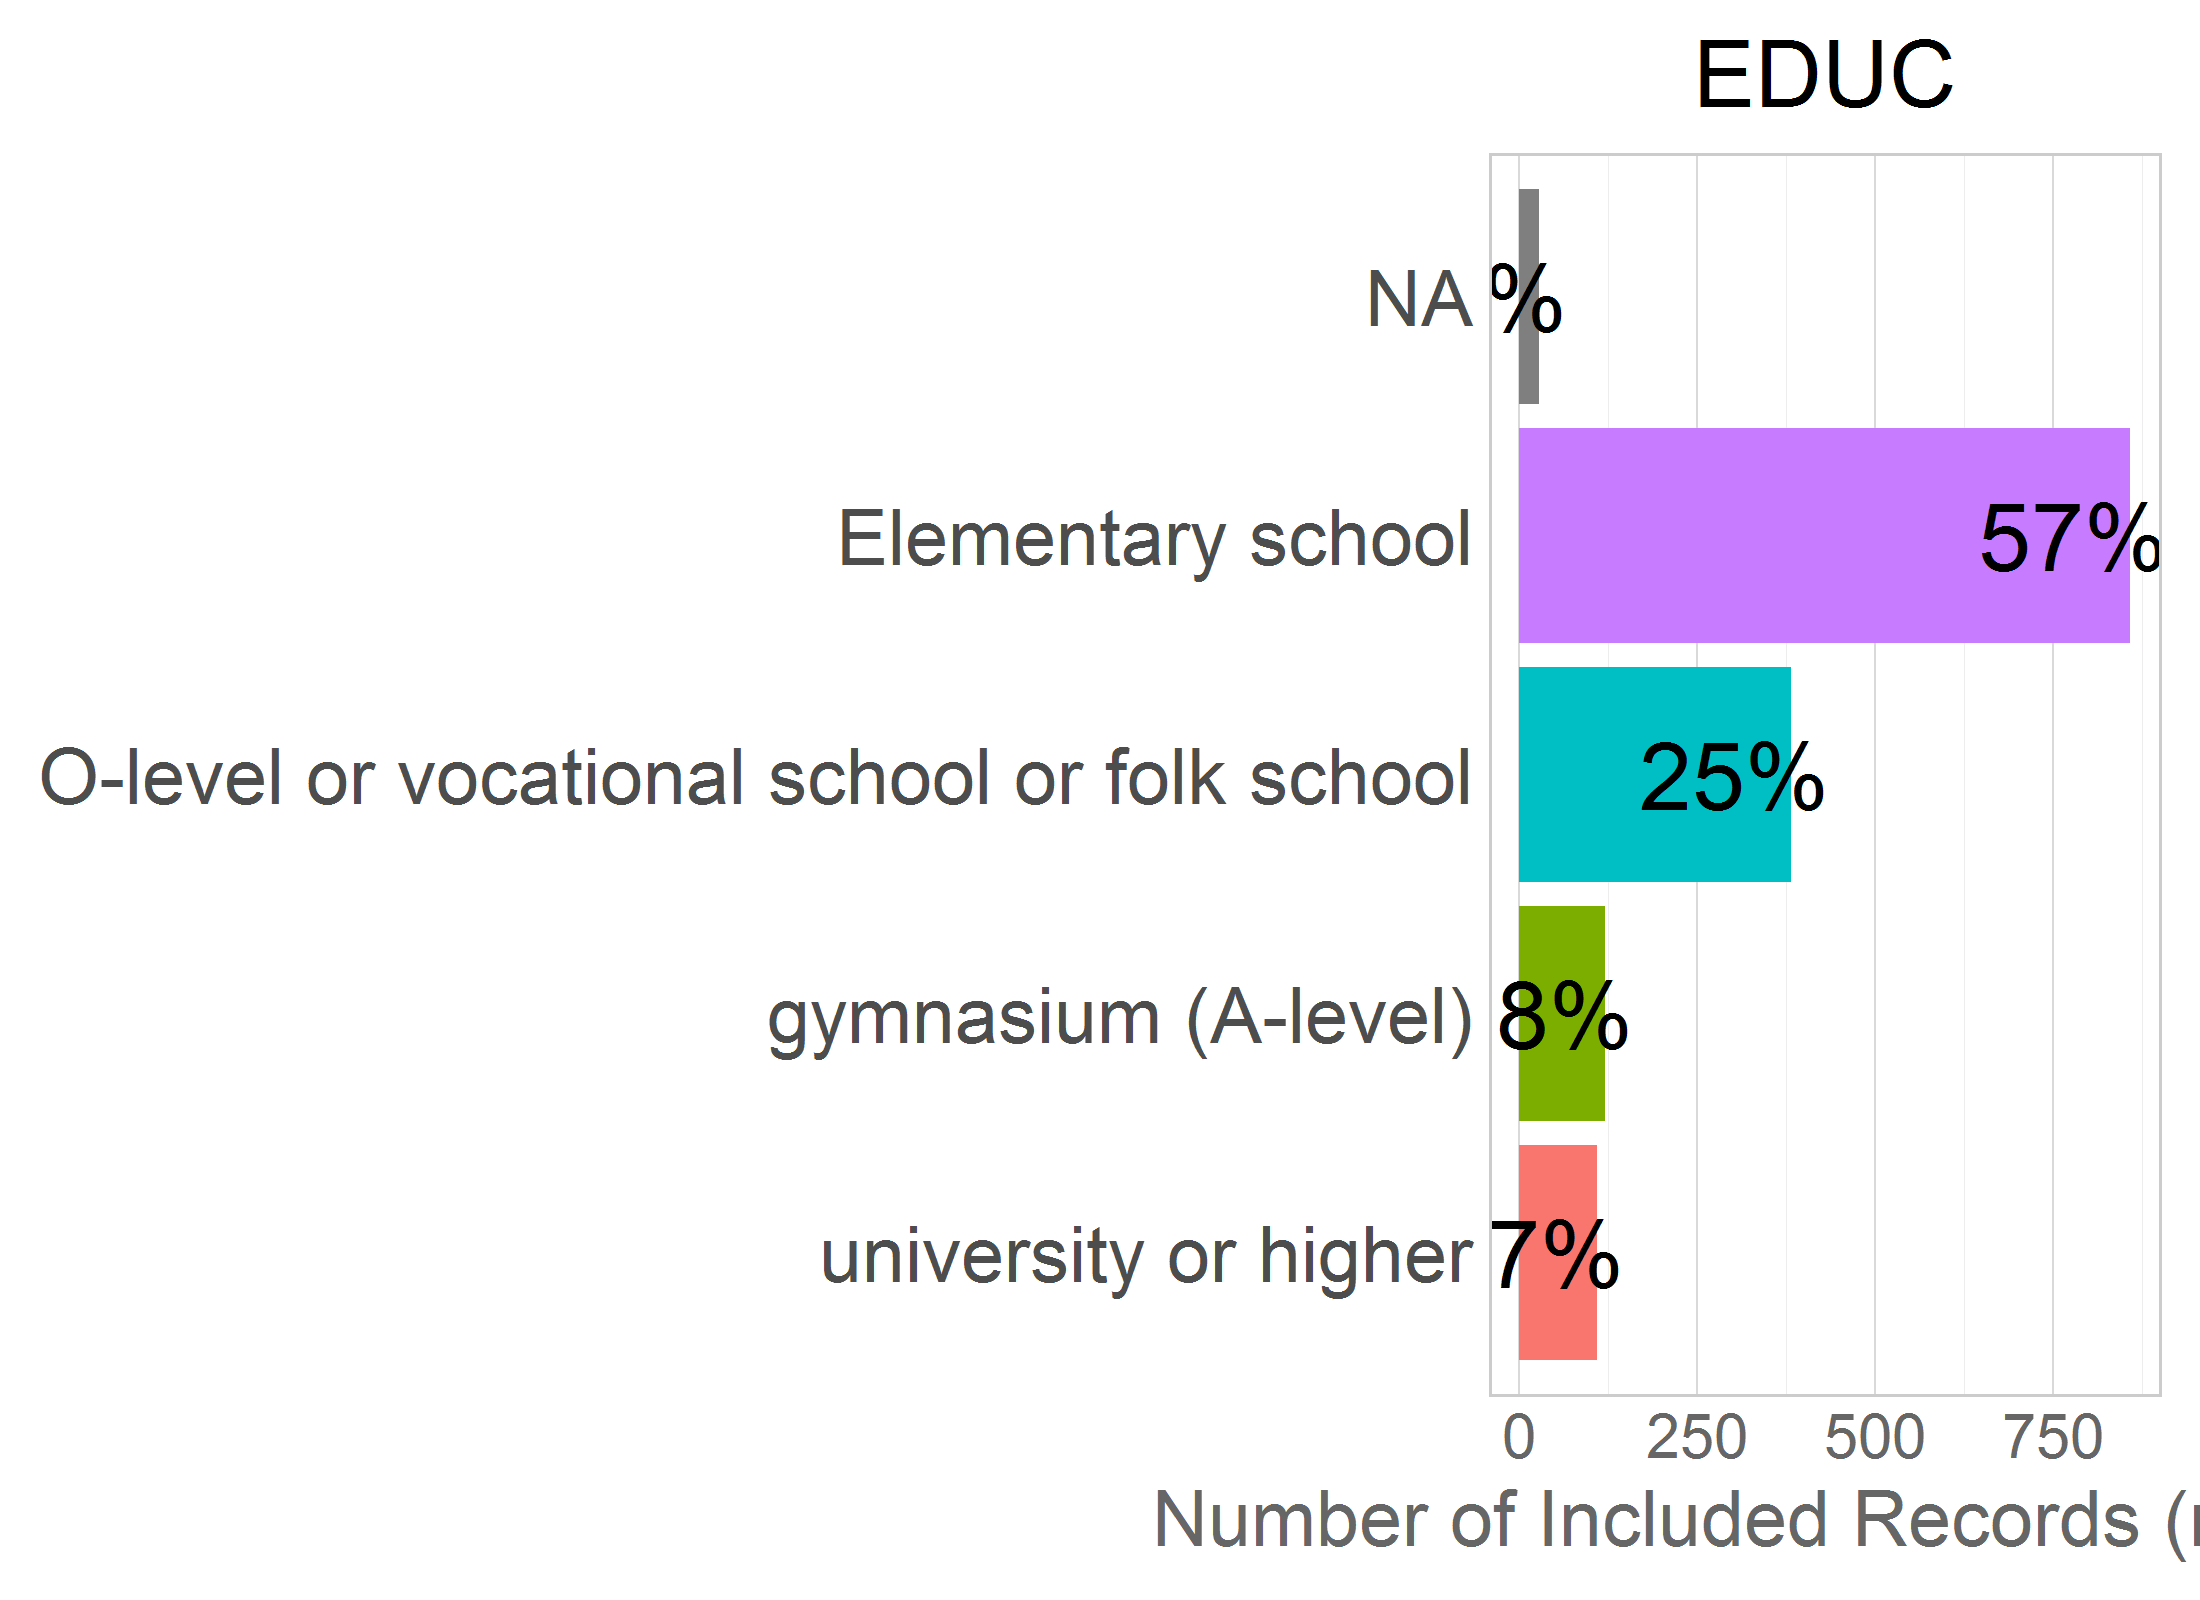 EDUC
NA %
Elementary school 57%
O-level or vocational school or folk school 25%
gymnasium (A-level) 8%
university or higher 7%
0 250 500 750
Number of Included Records (